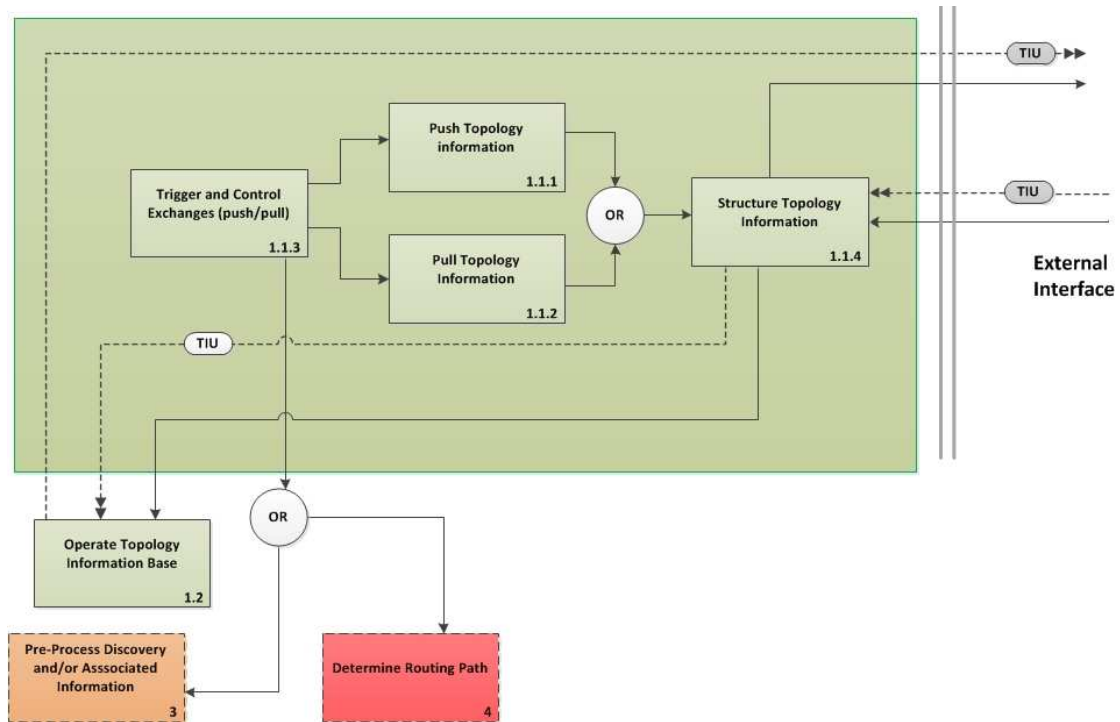 TIU
Push Topology
information
1.1.1
Trigger and Control
Exchanges (push/pull)
1.1.3
OR
Structure Topology
Information
1.1.4
TIU
Pull Topology
Information
1.1.2
External
Interface
TIU
OR
Operate Topology
Information Base
1.2
Pre-Process Discovery
and/or Asssociated
Information
3
Determine Routing Path
4